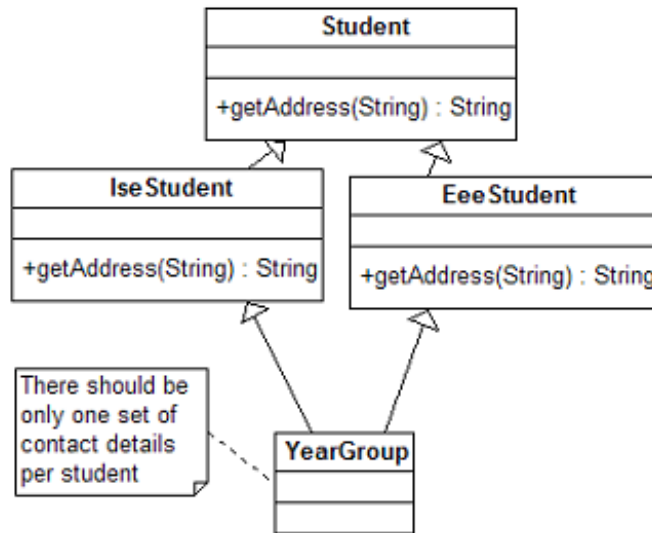 Student
+getAddress(String) : String
IseStudent
+getAddress(String) : String
EeeStudent
+getAddress(String) : String
There should be
only one set of
contact details
per student
YearGroup